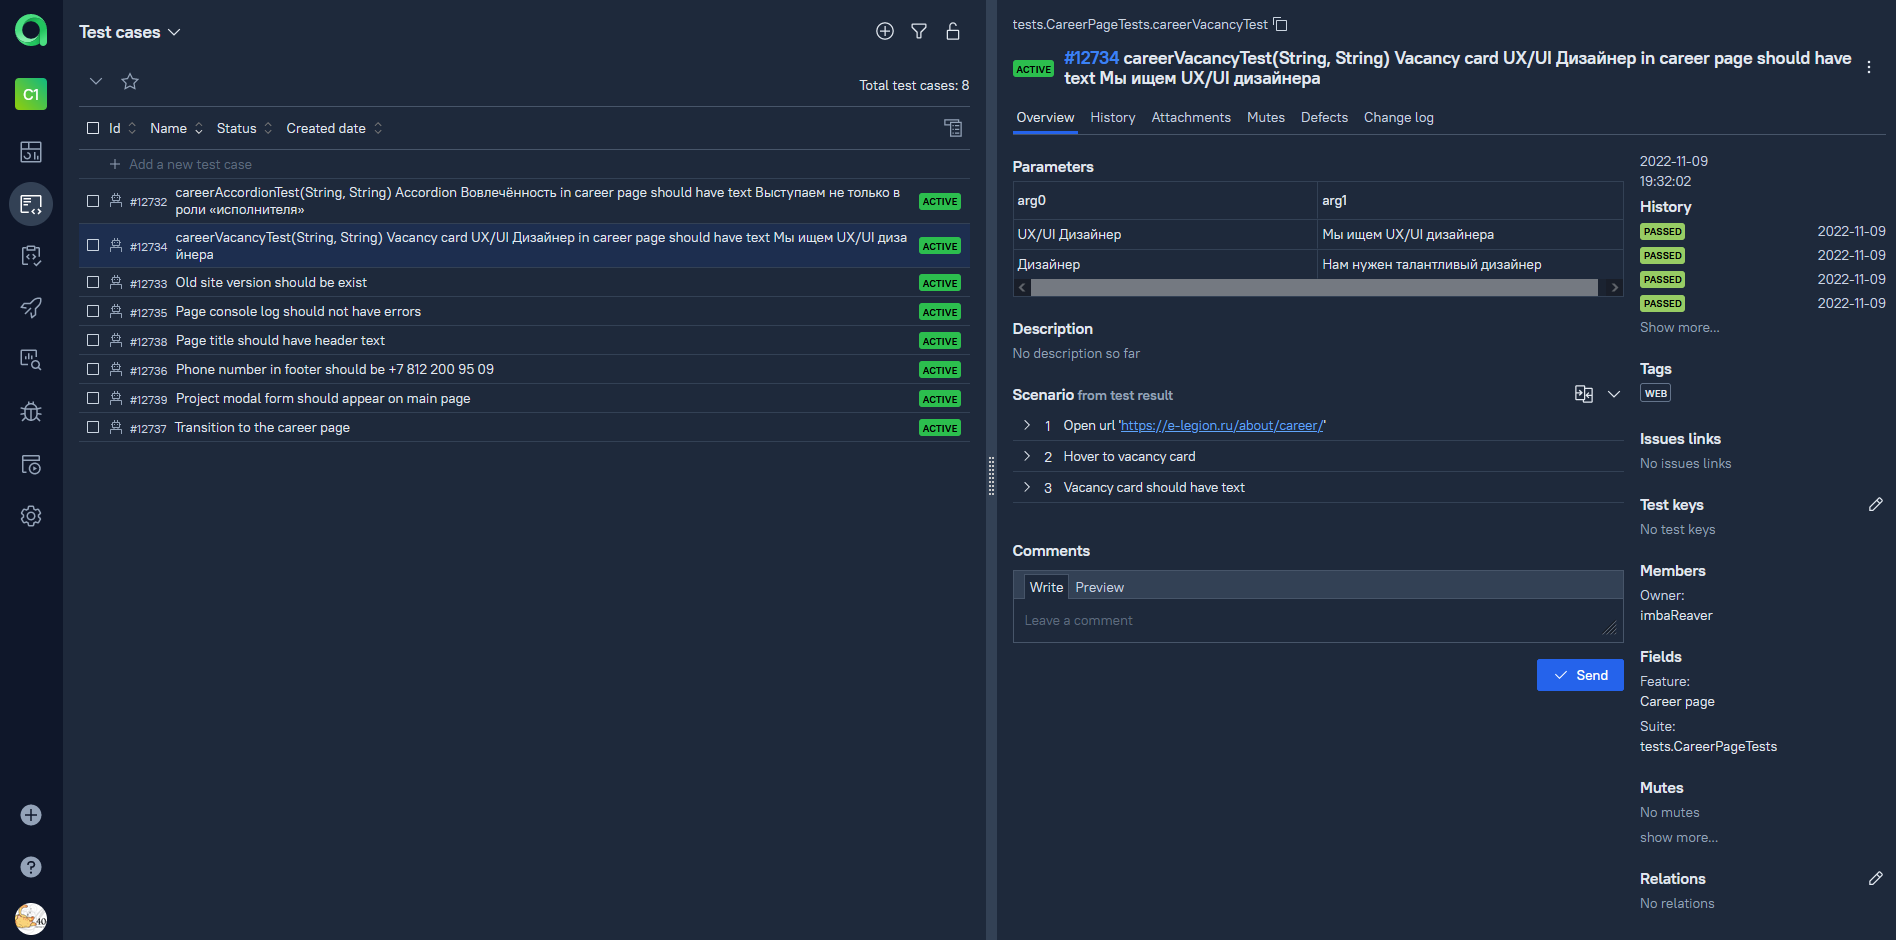 C1
Test cases
Total test cases: 8
Id Name Status Created date
Add a new test case
#12732 careerAccordionTest(String, String) Accordion Вовлечённость in career page should have text Выступаем не только в
роли «исполнителя»
ACTIVE
#12734 careerVacancyTest(String, String) Vacancy card UX/UI Дизайнер in career page should have text Мы ищем UX/UI диза
йнера
ACTIVE
#12733 Old site version should be exist ACTIVE
#12735 Page console log should not have errors ACTIVE
#12738 Page title should have header text ACTIVE
#12736 Phone number in footer should be +7 812 200 95 09 ACTIVE
#12739 Project modal form should appear on main page ACTIVE
#12737 Transition to the career page ACTIVE
tests.CareerPageTests.careerVacancyTest
ACTIVE #12734 careerVacancyTest(String, String) Vacancy card UX/UI Дизайнер in career page should have
text Мы ищем UX/UI дизайнера
Overview History Attachments Mutes Defects Change log
Parameters
arg0 arg1
UX/UI Дизайнер Мы ищем UX/UI дизайнера
Дизайнер Нам нужен талантливый дизайнер
Description
No description so far
Scenario from test result
1 Open url 'https://e-legion.ru/about/career/'
2 Hover to vacancy card
3 Vacancy card should have text
Comments
Write Preview
Leave a comment
Send
2022-11-09
19:32:02
History
PASSED 2022-11-09
PASSED 2022-11-09
PASSED 2022-11-09
PASSED 2022-11-09
Show more...
Tags
WEB
Issues links
No issues links
Test keys
No test keys
Members
Owner:
imbaReaver
Fields
Feature:
Career page
Suite:
tests.CareerPageTests
Mutes
No mutes
show more...
Relations
No relations